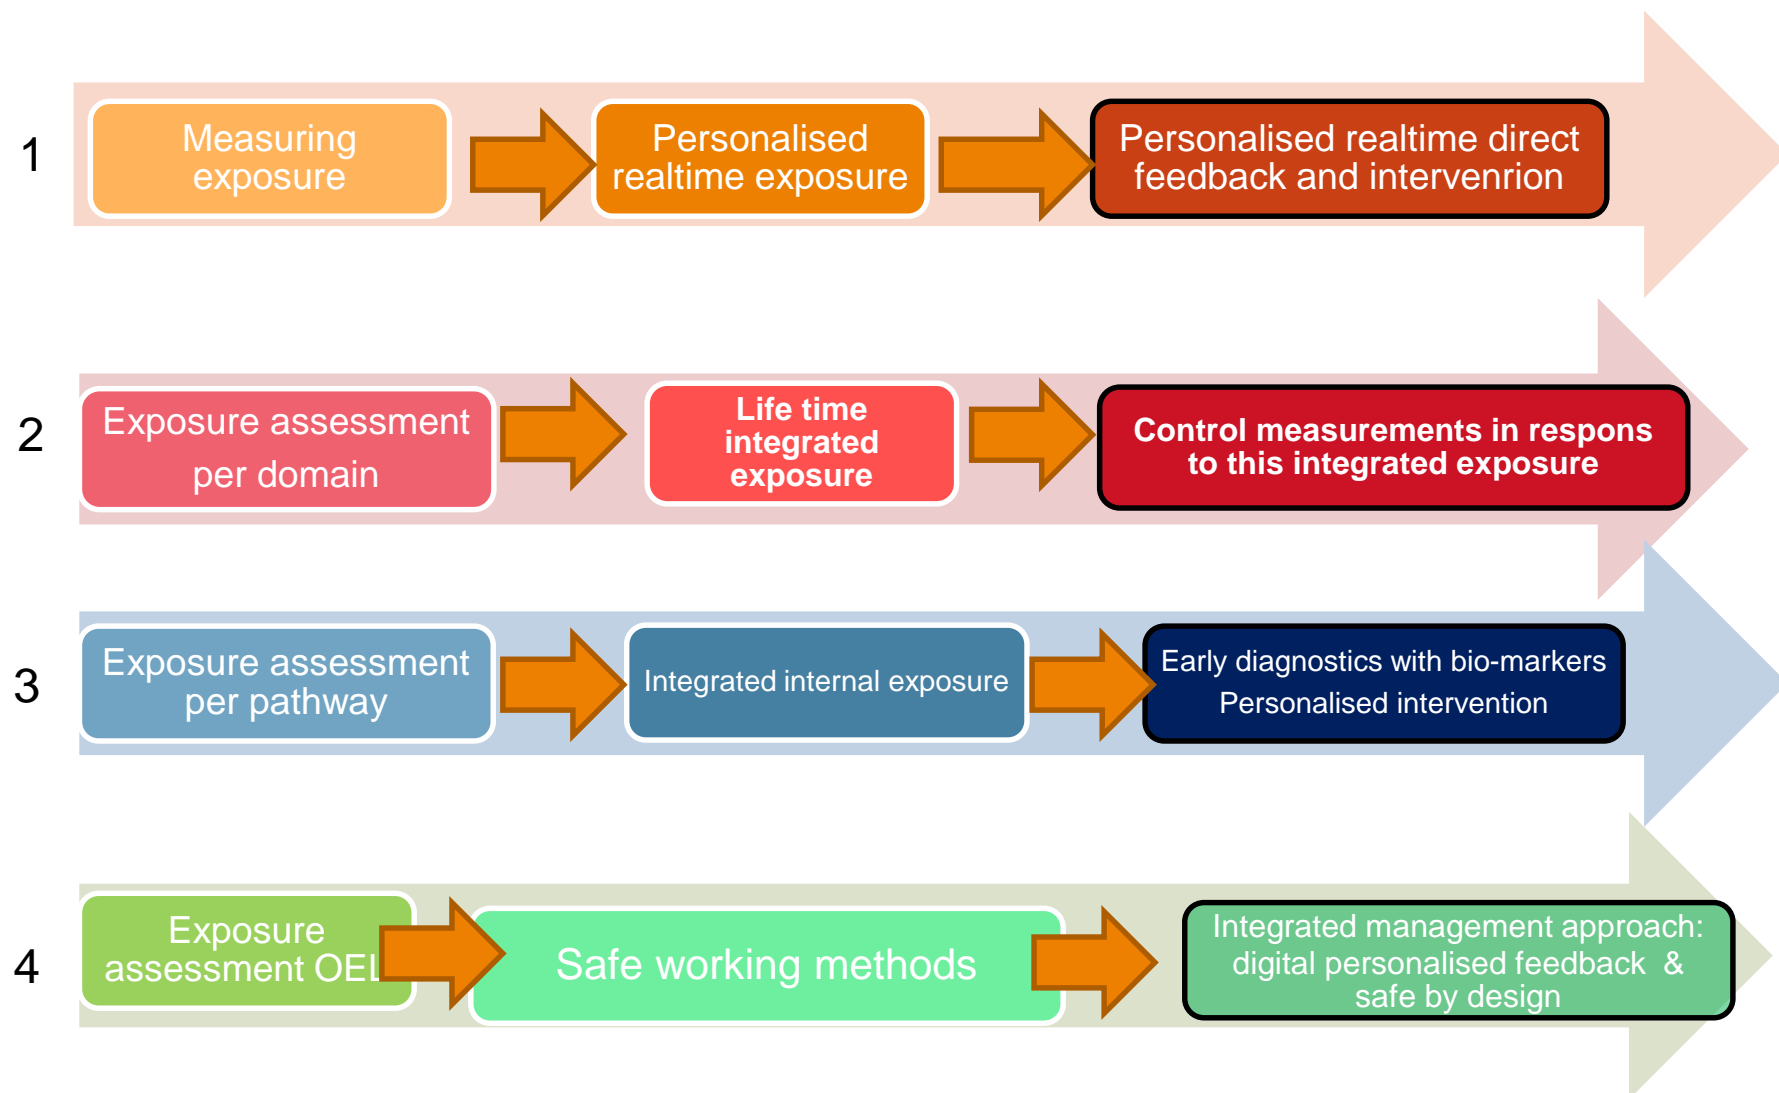 1
Measuring
exposure
Personalised
realtime exposure
Personalised realtime direct
feedback and intervenrion
2
Exposure assessment
per domain
Life time
integrated
exposure
Control measurements in respons
to this integrated exposure
3
Exposure assessment
per pathway
Integrated internal exposure
Early diagnostics with bio-markers
Personalised intervention
4
Exposure
assessment OEL
Safe working methods
Integrated management approach:
digital personalised feedback &
safe by design